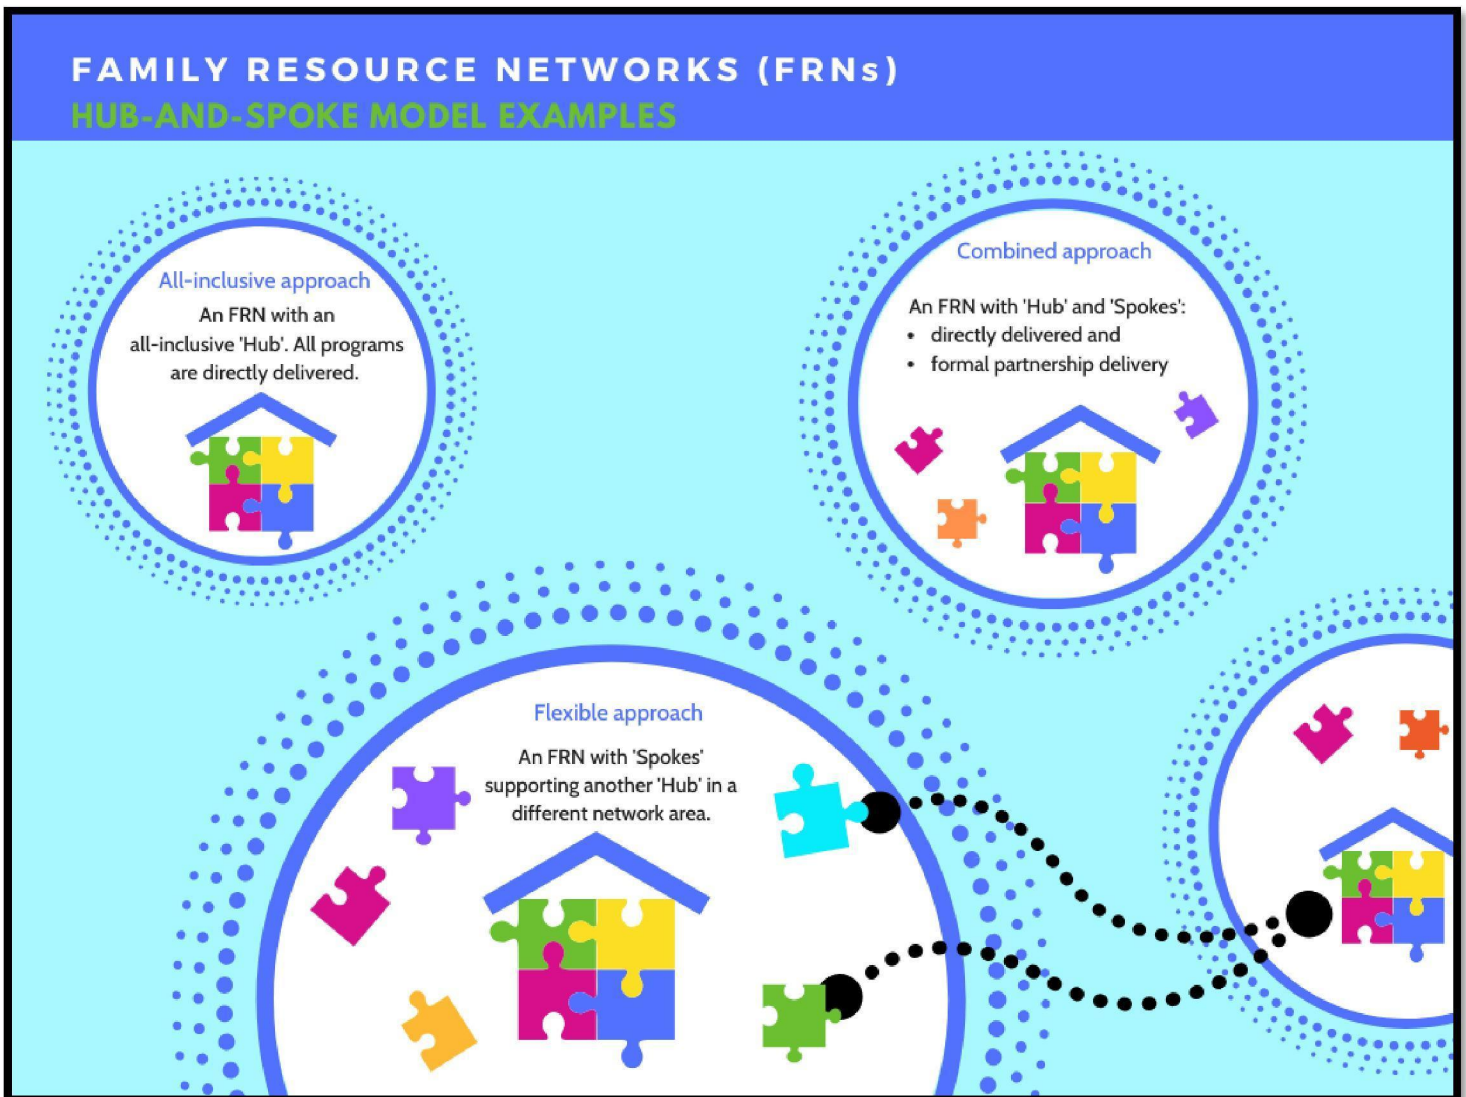 FAMILY RESOURCE NETWORKS (FRNs)
HUB-AND-SPOKE MODEL EXAMPLES
All-inclusive approach
An FRN with an
all-inclusive 'Hub'. All programs
are directly delivered.
Combined approach
An FRN with 'Hub' and 'Spokes':
• directly delivered and
• formal partnership delivery
Flexible approach
An FRN with 'Spokes'
supporting another 'Hub' in a
different network area.